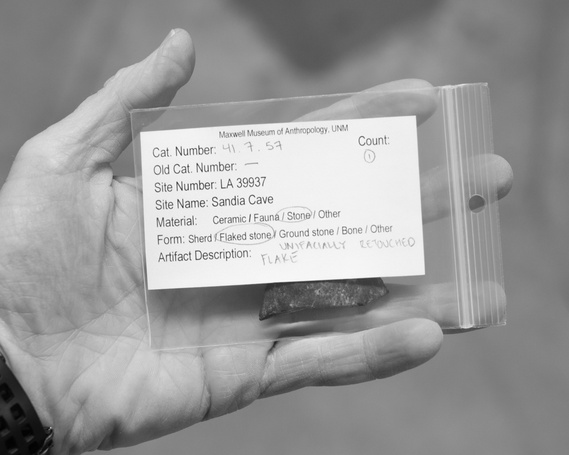 Maxwell Museum of Anthropology, UNM
Cat. Number: 41.7.57
Count:
1
Old Cat. Number: —
Site Number: LA 39937
Site Name: Sandia Cave
Material: Ceramic / Fauna / Stone / Other
Form: Sherd / Flaked stone / Ground stone / Bone / Other
Artifact Description: UNIFACIALLY RETOUCHED
FLAKE